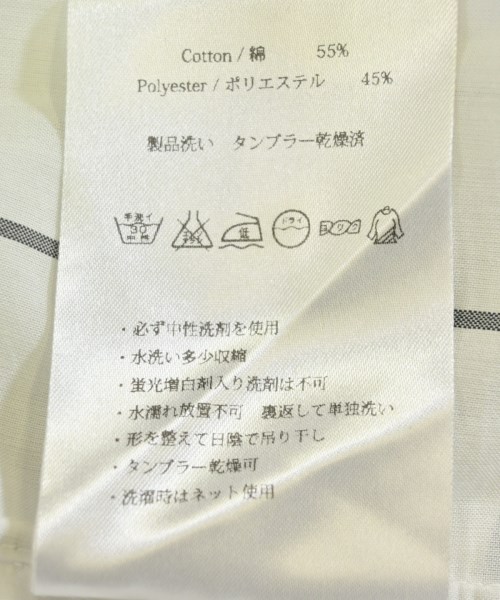 Cotton / 綿 55%
Polyester / ポリエステル 45%
製品洗い タンブラー乾燥済
手洗イ 30 中性 低 ドライ
・必ず中性洗剤を使用
・水洗い多少収縮
・蛍光増白剤入り洗剤は不可
・水濡れ放置不可 裏返して単独洗い
・形を整えて日陰で吊り干し
・タンブラー乾燥可
・洗濯時はネット使用